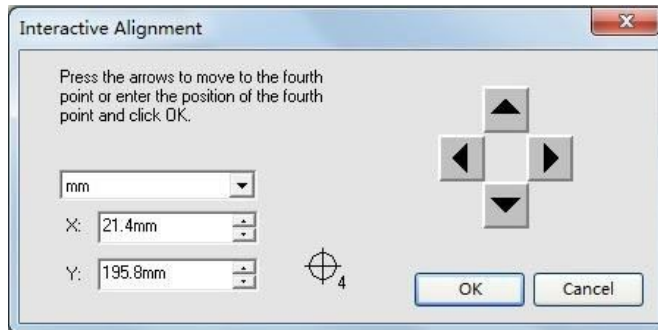 Interactive Alignment
Press the arrows to move to the fourth
point or enter the position of the fourth
point and click OK.
mm
X: 21.4mm
Y: 195.8mm
4
OK
Cancel